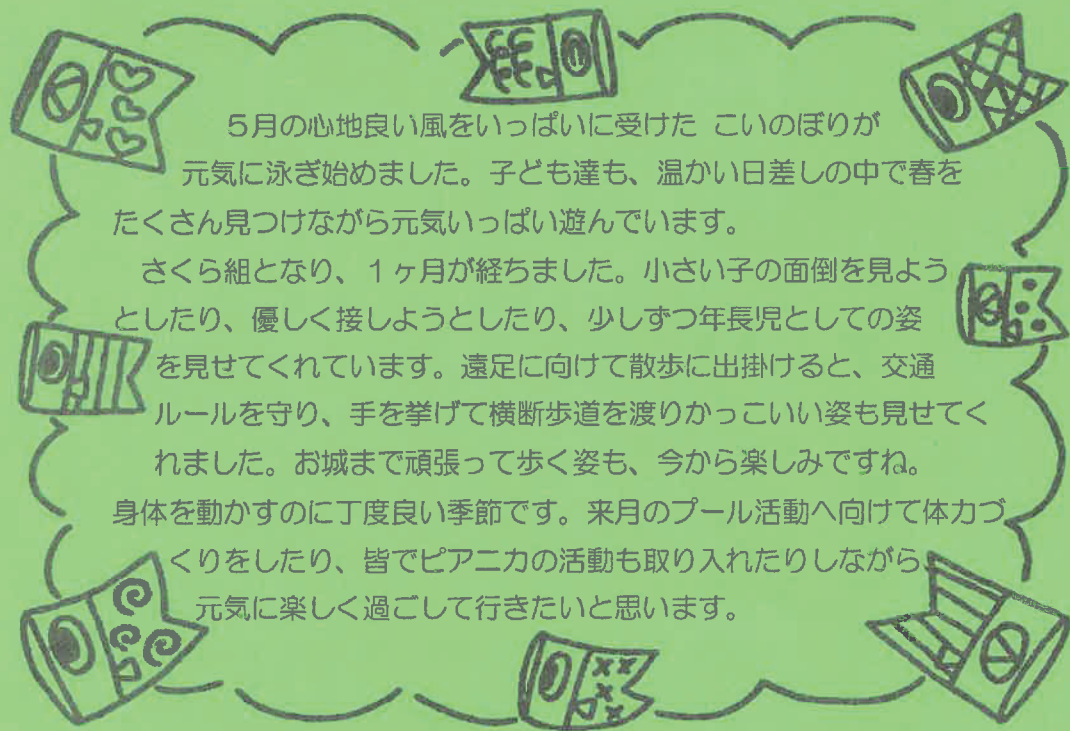 5月の心地良い風をいっぱいに受けた こいのぼりが
元気に泳ぎ始めました。子ども達も、温かい日差しの中で春を
たくさん見つけながら元気いっぱい遊んでいます。
さくら組となり、1ヶ月が経ちました。小さい子の面倒を見よう
としたり、優しく接しようとしたり、少しずつ年長児としての姿
を見せてくれています。遠足に向けて散歩に出掛けると、交通
ルールを守り、手を挙げて横断歩道を渡りかっこいい姿も見せてく
れました。お城まで頑張って歩く姿も、今から楽しみですね。
身体を動かすのに丁度良い季節です。来月のプール活動へ向けて体力づ
くりをしたり、皆でピアニカの活動も取り入れたりしながら、
元気に楽しく過ごして行きたいと思います。